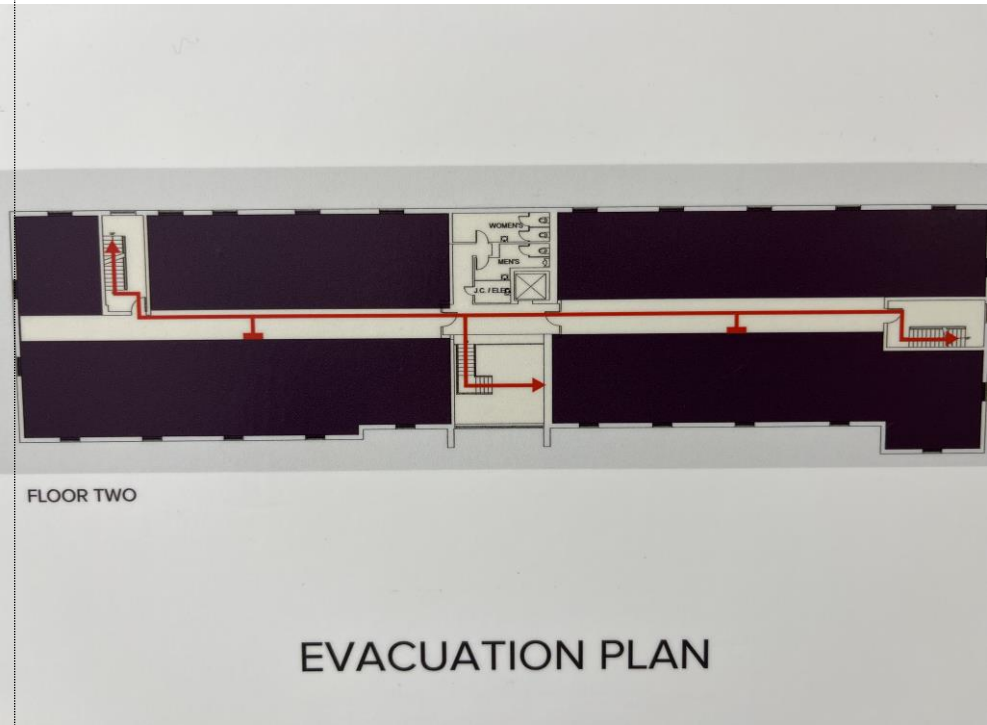 WOMEN'S
MEN'S
J.C. / ELEC
FLOOR TWO
EVACUATION PLAN